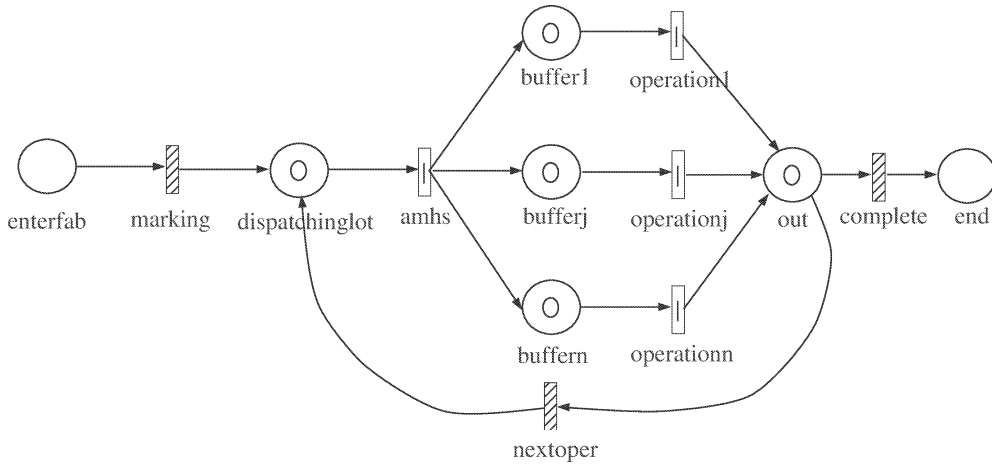 buffer1
operation1
enterfab
marking
dispatchinglot
amhs
bufferj
operationj
out
complete
end
buffern
operationn
nextoper